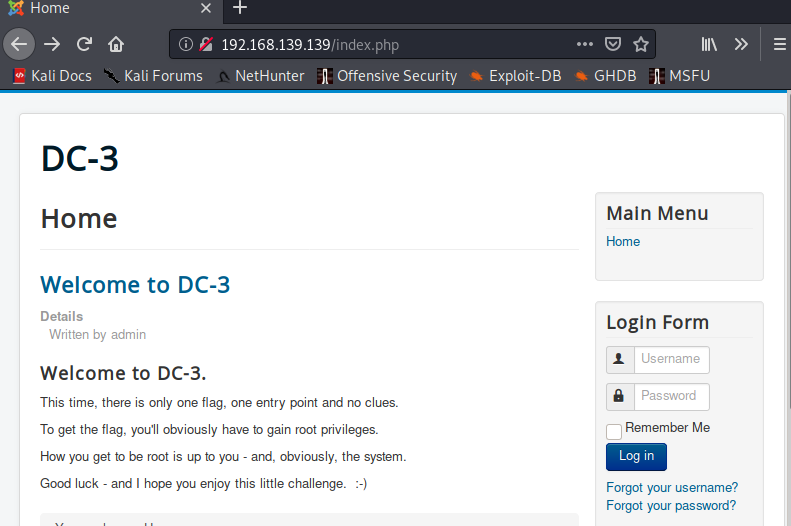 Home
192.168.139.139/index.php
Kali Docs Kali Forums NetHunter Offensive Security Exploit-DB GHDB MSFU
DC-3
Home
Welcome to DC-3
Details
Written by admin
Welcome to DC-3.
This time, there is only one flag, one entry point and no clues.
To get the flag, you'll obviously have to gain root privileges.
How you get to be root is up to you - and, obviously, the system.
Good luck - and I hope you enjoy this little challenge. :-)
Main Menu
Home
Login Form
Username
Password
Remember Me
Log in
Forgot your username?
Forgot your password?